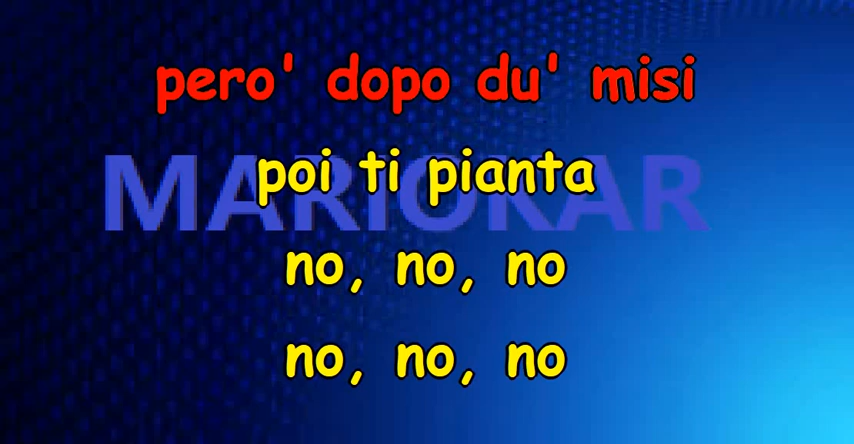 pero' dopo du' misi
poi ti pianta
MARIOKAR
no, no, no
no, no, no